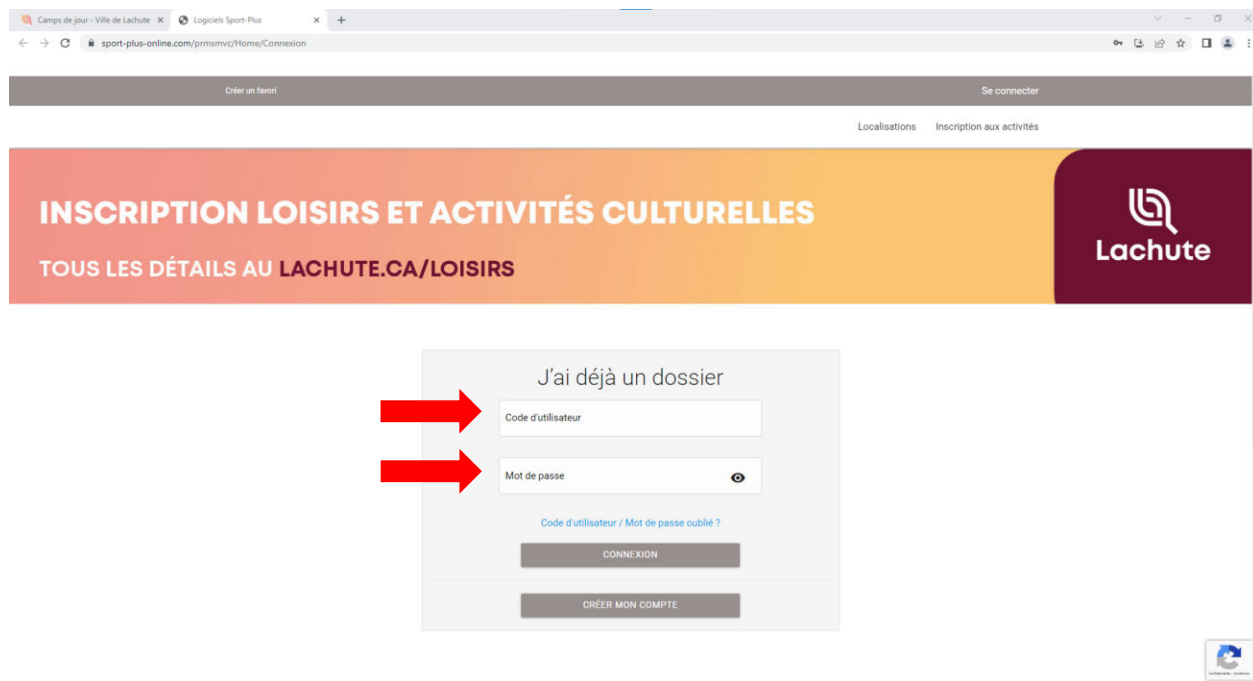 Camps de jour - Ville de Lachute
Logiciels Sport-Plus
sport-plus-online.com/prmsmvc/Home/Connexion
Créer un favori
Se connecter
Localisations
Inscription aux activités
INSCRIPTION LOISIRS ET ACTIVITÉS CULTURELLES
TOUS LES DÉTAILS AU LACHUTE.CA/LOISIRS
Lachute
J'ai déjà un dossier
Code d'utilisateur
Mot de passe
Code d'utilisateur / Mot de passe oublié ?
CONNEXION
CRÉER MON COMPTE